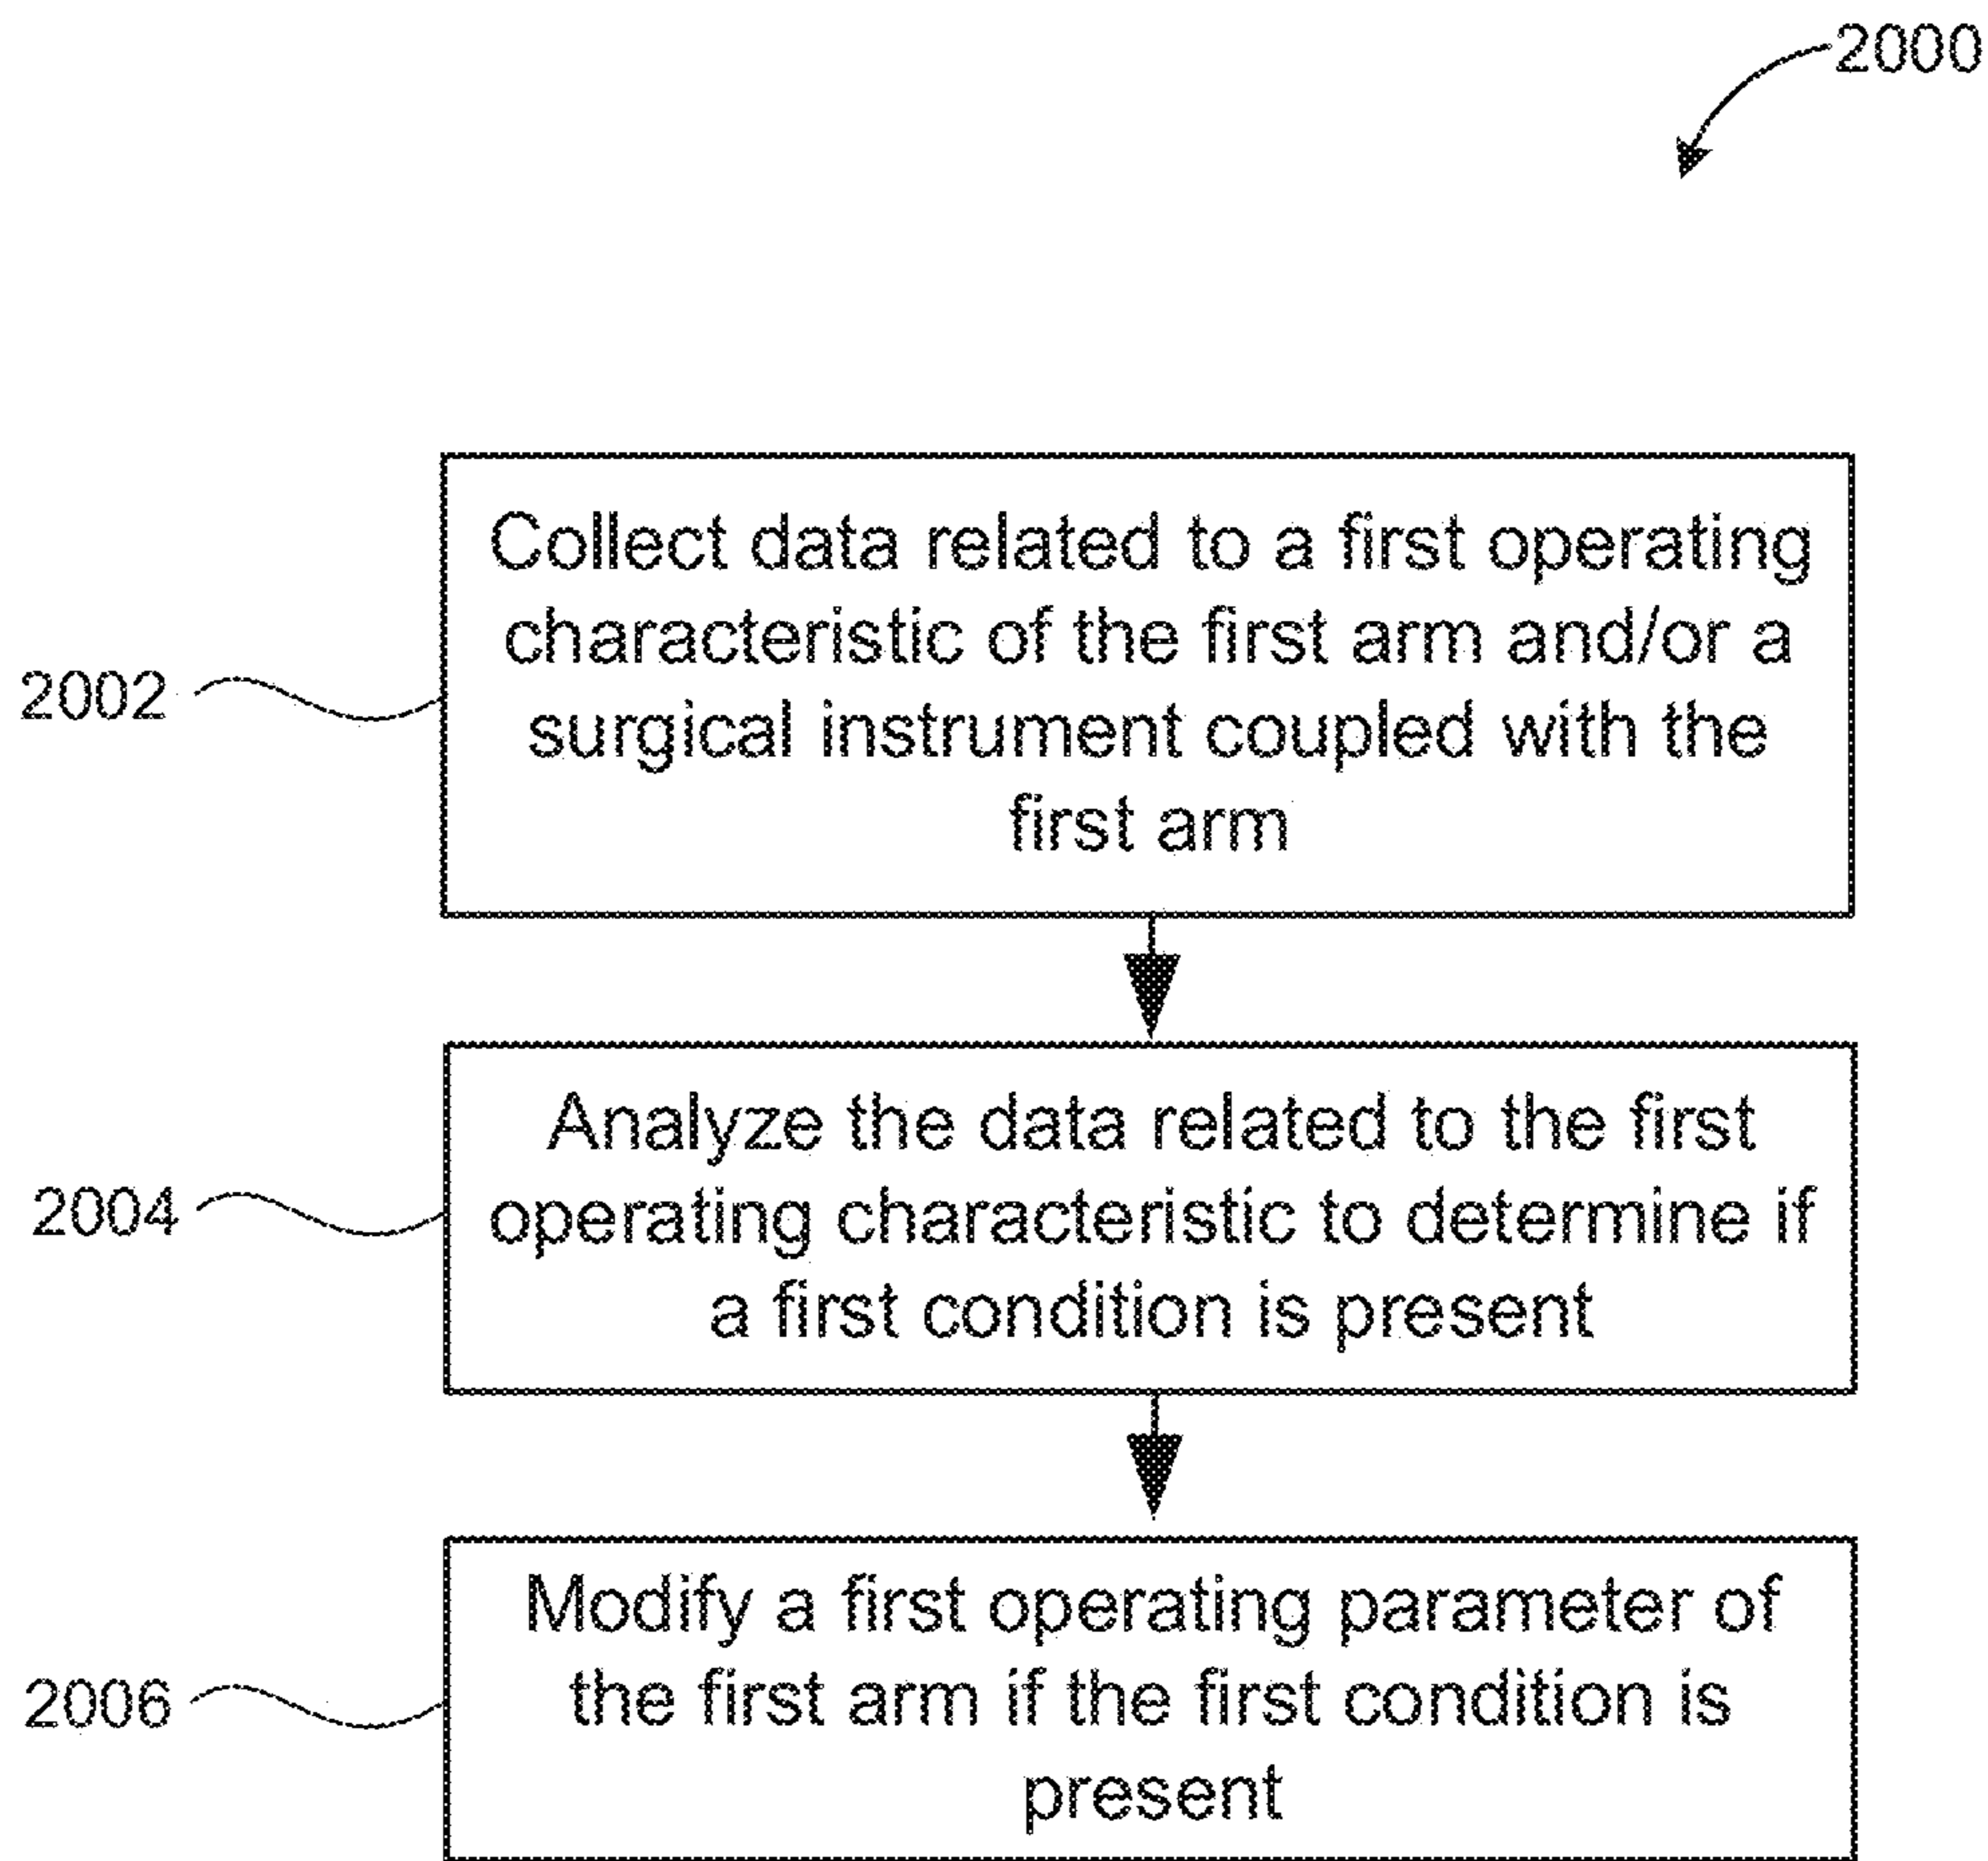 2000
Collect data related to a first operating
characteristic of the first arm and/or a
surgical instrument coupled with the
first arm
2002
Analyze the data related to the first
operating characteristic to determine if
a first condition is present
2004
Modify a first operating parameter of
the first arm if the first condition is
present
2006